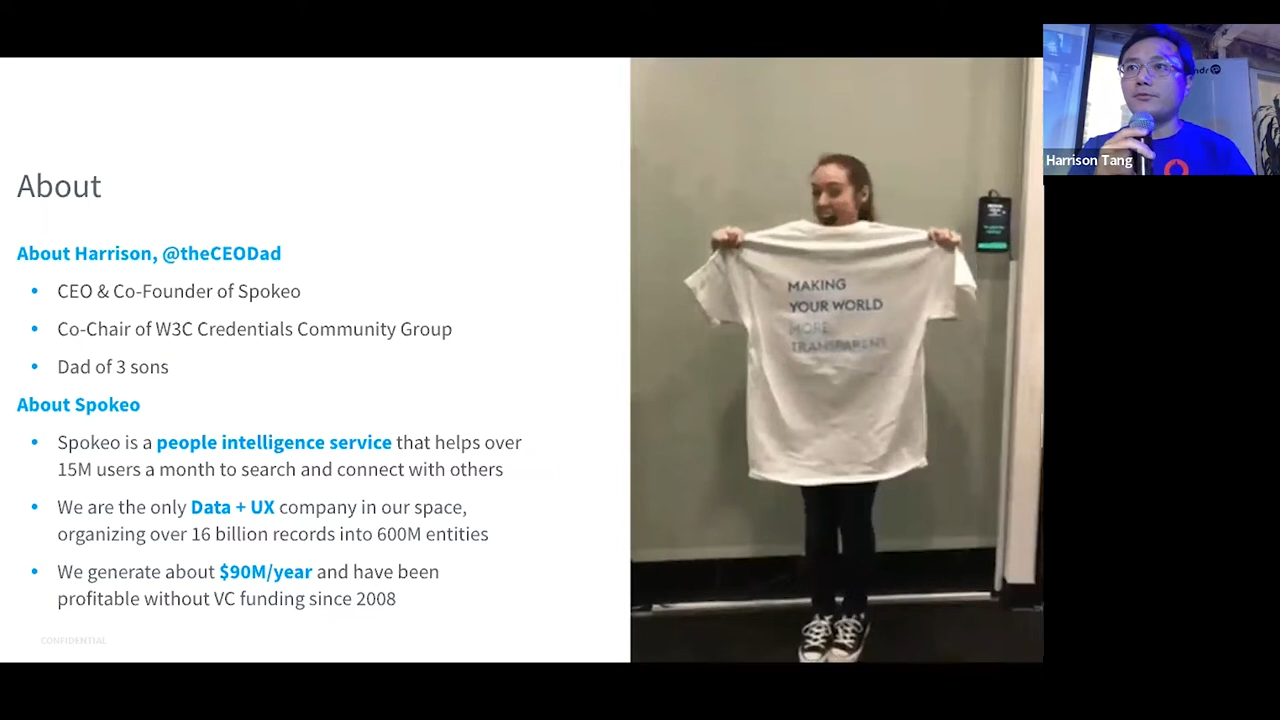 About
About Harrison, @theCEODad
• CEO & Co-Founder of Spokeo
• Co-Chair of W3C Credentials Community Group
• Dad of 3 sons
About Spokeo
• Spokeo is a people intelligence service that helps over
15M users a month to search and connect with others
• We are the only Data + UX company in our space,
organizing over 16 billion records into 600M entities
• We generate about $90M/year and have been
profitable without VC funding since 2008
CONFIDENTIAL
MAKING
YOUR WORLD
MORE
TRANSPARENT
Harrison Tang